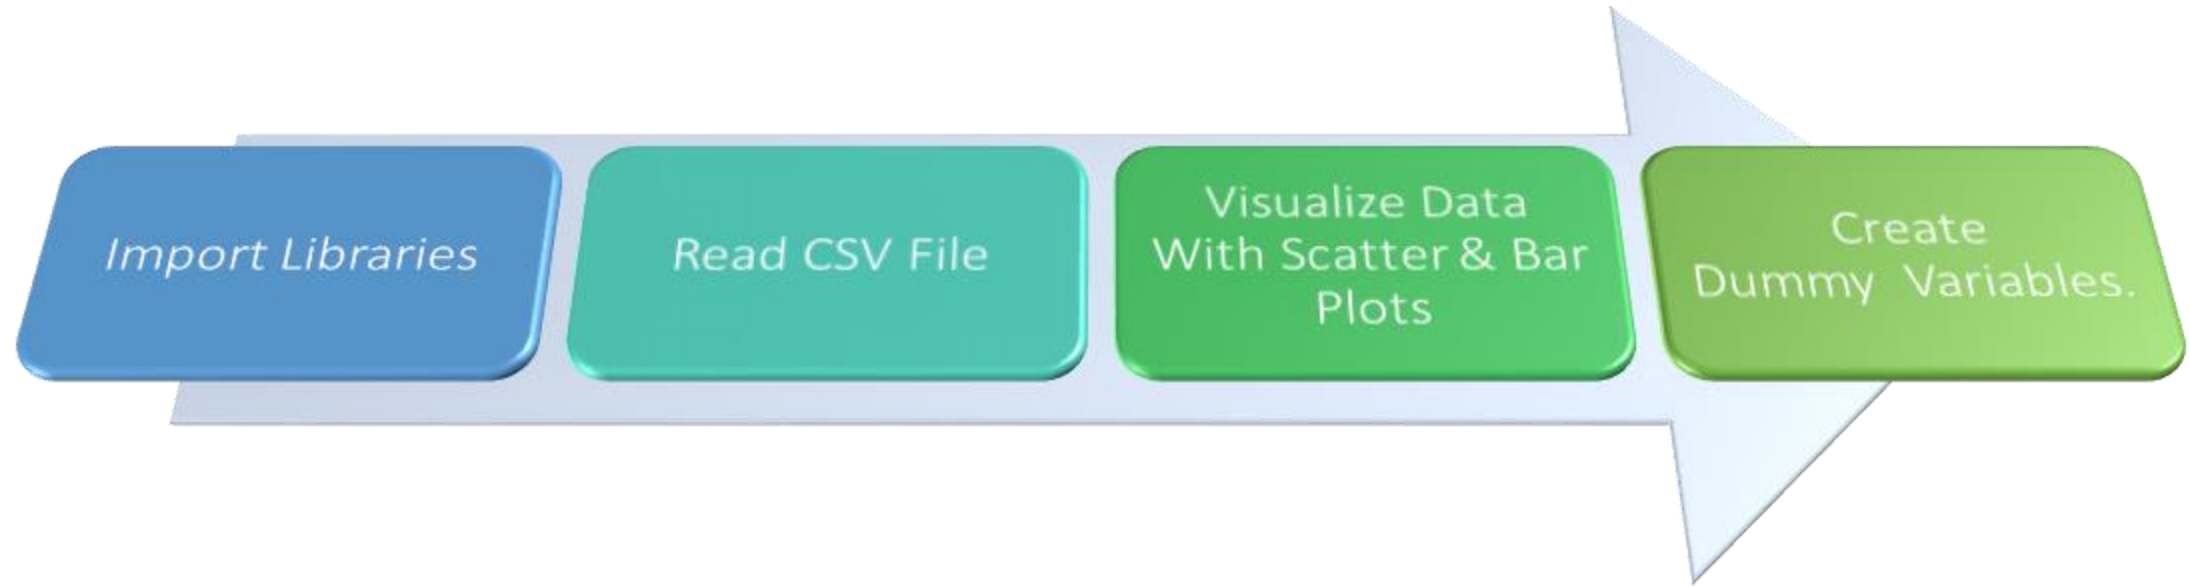 Import Libraries
Read CSV File
Visualize Data
With Scatter & Bar
Plots
Create
Dummy  Variables.